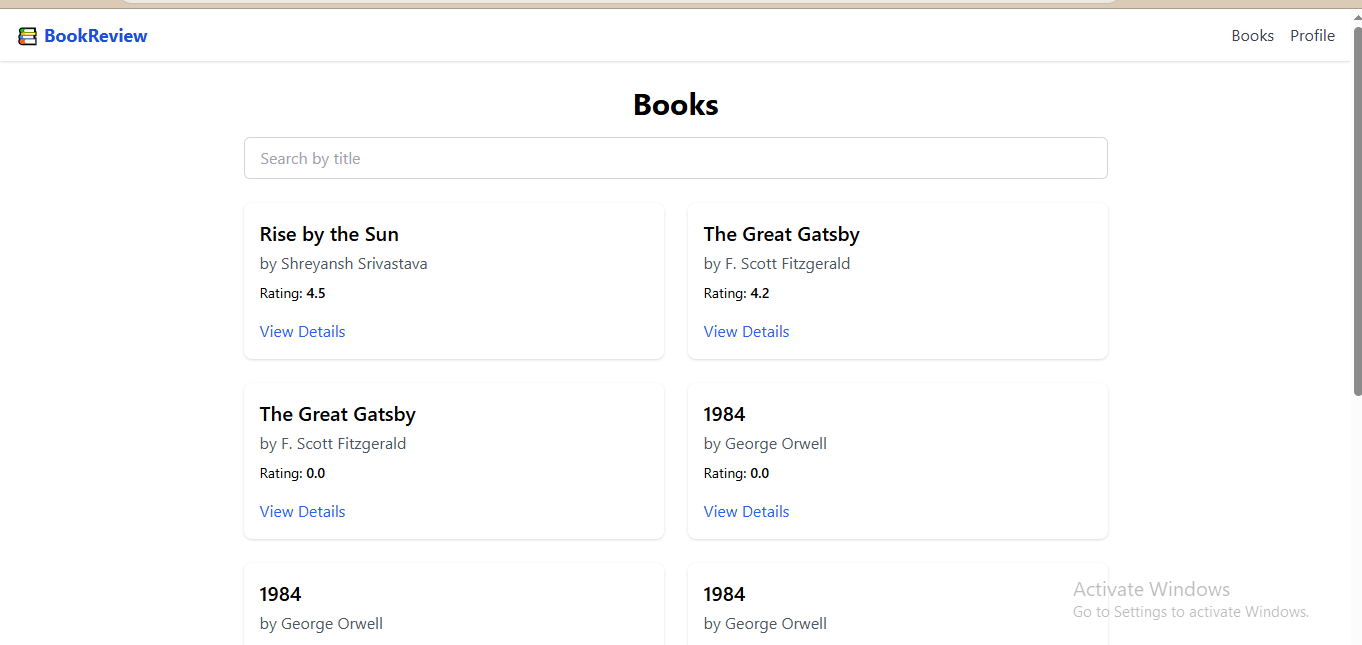 BookReview
Books Profile
Books
Search by title
Rise by the Sun
by Shreyansh Srivastava
Rating: 4.5
View Details
The Great Gatsby
by F. Scott Fitzgerald
Rating: 4.2
View Details
The Great Gatsby
by F. Scott Fitzgerald
Rating: 0.0
View Details
1984
by George Orwell
Rating: 0.0
View Details
1984
by George Orwell
1984
by George Orwell
Activate Windows
Go to Settings to activate Windows.